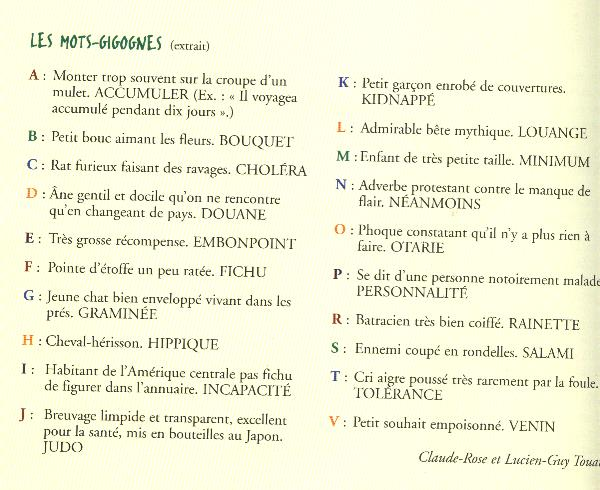 LES MOTS-GIGOGNES (extrait)
A : Monter trop souvent sur la croupe d'un
mulet. ACCUMULER (Ex. : « Il voyagea
accumulé pendant dix jours ».)
B : Petit bouc aimant les fleurs. BOUQUET
C : Rat furieux faisant des ravages. CHOLÉRA
D : Âne gentil et docile qu'on ne rencontre
qu'en changeant de pays. DOUANE
E : Très grosse récompense. EMBONPOINT
F : Pointe d'étoffe un peu ratée. FICHU
G : Jeune chat bien enveloppé vivant dans les
prés. GRAMINÉE
H : Cheval-hérisson. HIPPIQUE
I : Habitant de l'Amérique centrale pas fichu
de figurer dans l'annuaire. INCAPACITÉ
J : Breuvage limpide et transparent, excellent
pour la santé, mis en bouteilles au Japon.
JUDO
K : Petit garçon enrobé de couvertures.
KIDNAPPÉ
L : Admirable bête mythique. LOUANGE
M : Enfant de très petite taille. MINIMUM
N : Adverbe protestant contre le manque de
flair. NÉANMOINS
O : Phoque constatant qu'il n'y a plus rien à
faire. OTARIE
P : Se dit d'une personne notoirement malade
PERSONNALITÉ
R : Batracien très bien coiffé. RAINETTE
S : Ennemi coupé en rondelles. SALAMI
T : Cri aigre poussé très rarement par la foule.
TOLÉRANCE
V : Petit souhait empoisonné. VENIN
Claude-Rose et Lucien-Guy